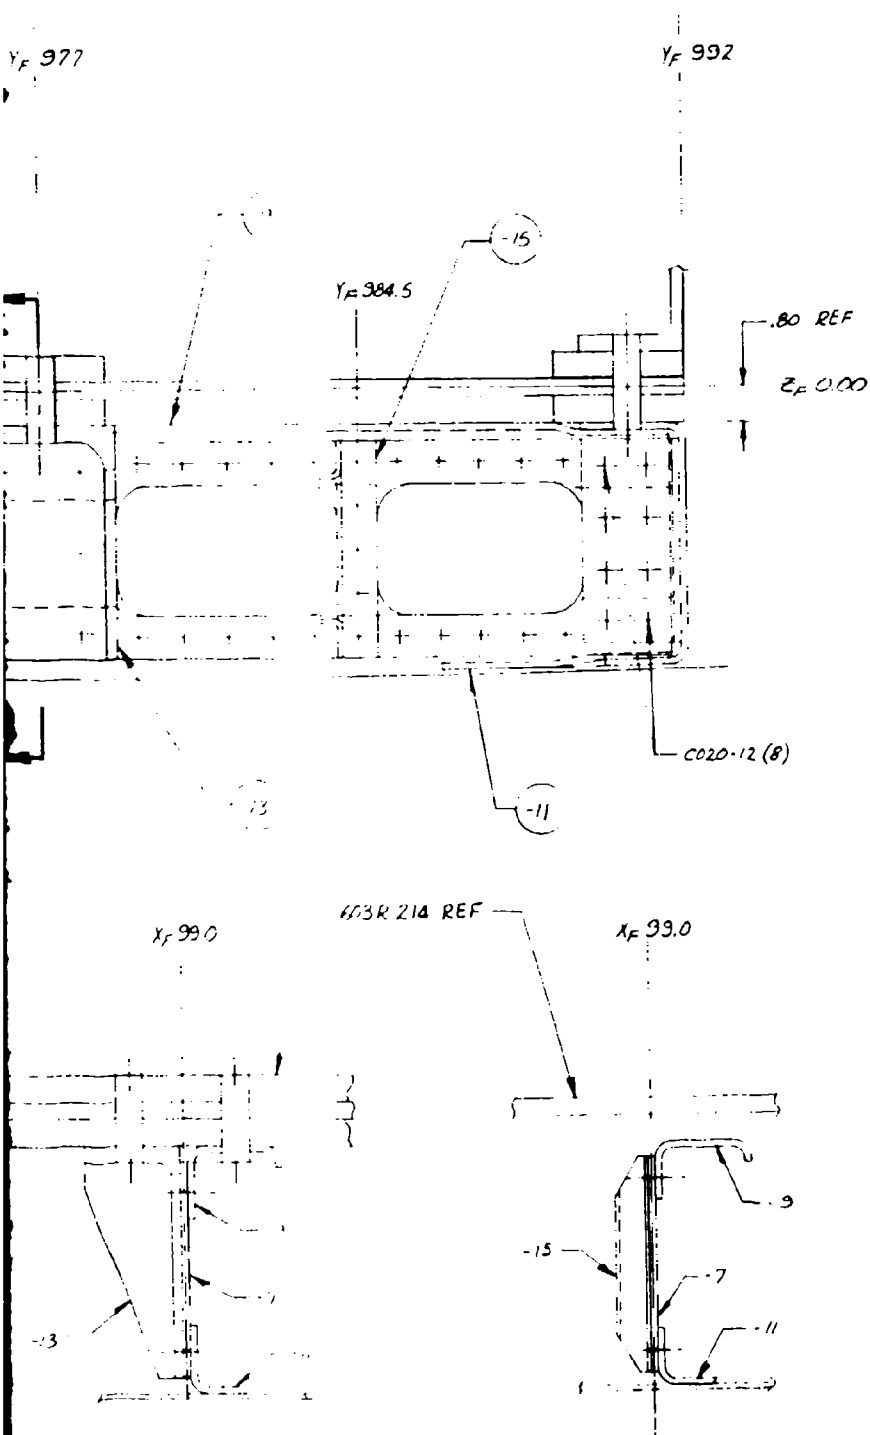 YF 977
YF 992
-15
YF 984.5
.80 REF
ZF 0.00
C020-12 (8)
-13
-11
603R 214 REF
XF 99.0
XF 99.0
-9
-15
-7
-13
-11